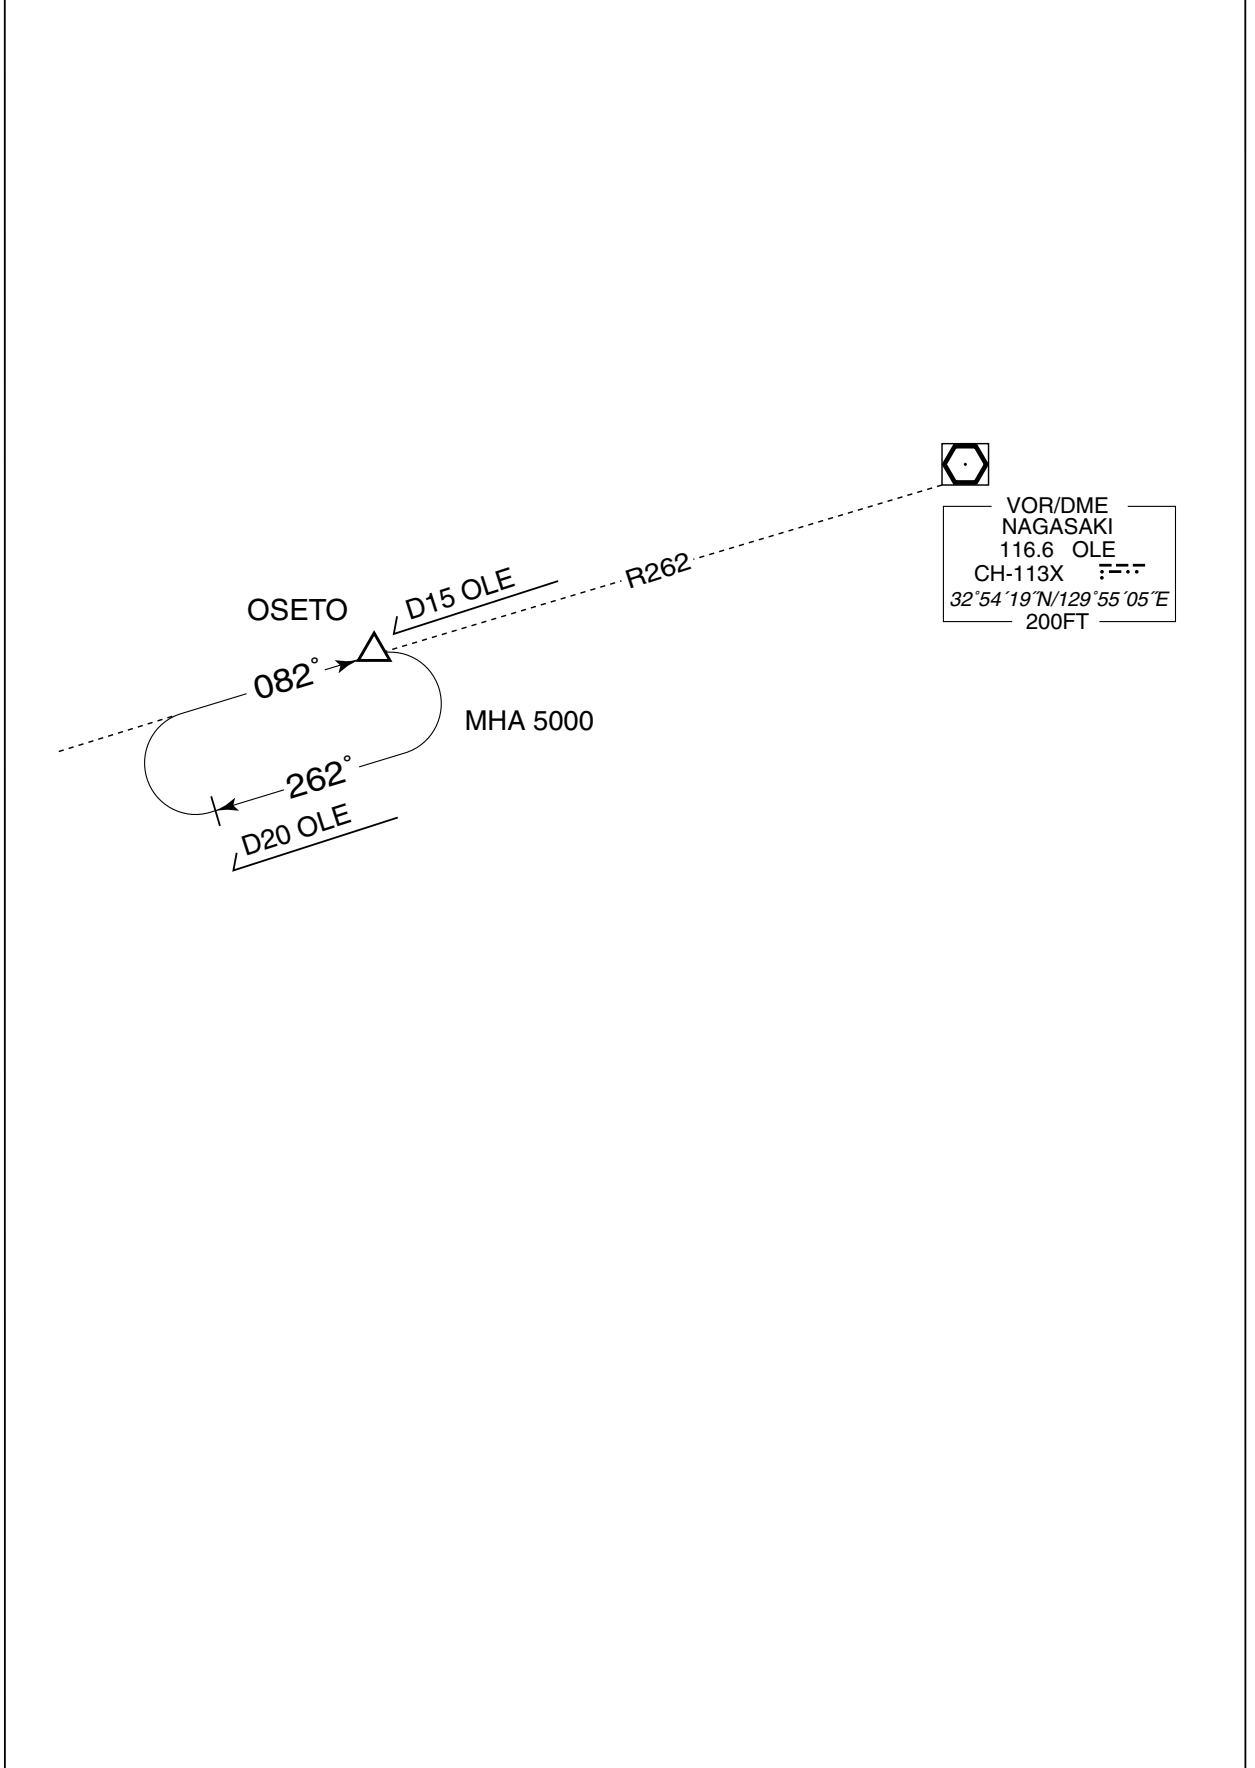 VOR/DME
NAGASAKI
116.6 OLE
CH-113X
32°54´19˝N/129°55´05˝E
200FT
R262
D15 OLE
OSETO
082°
MHA 5000
262°
D20 OLE